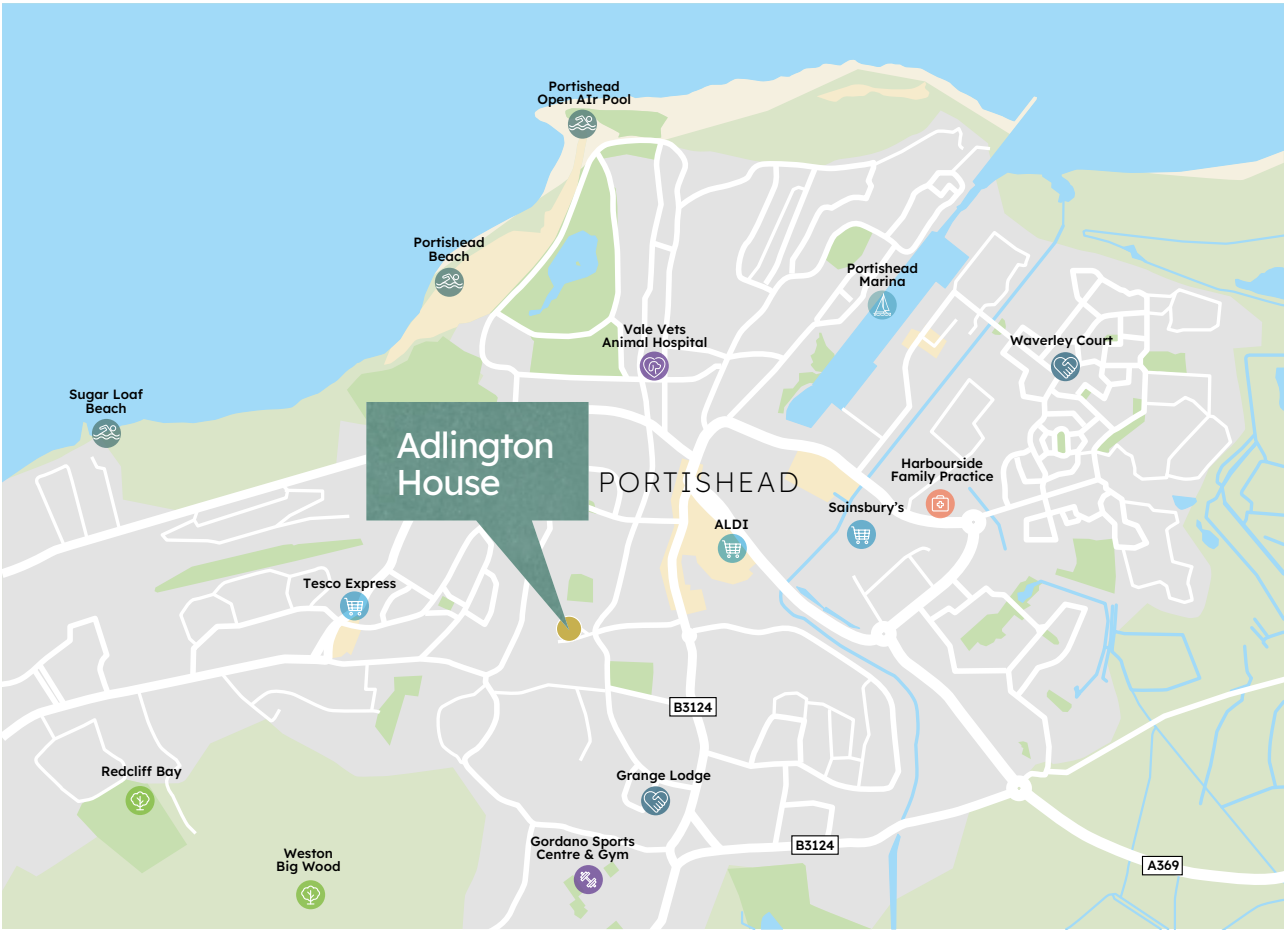 Portishead
Open AIr Pool
Portishead
Beach
Portishead
Marina
Vale Vets
Animal Hospital
Waverley Court
Sugar Loaf
Beach
Adlington
House
PORTISHEAD
Harbourside
Family Practice
Sainsbury's
ALDI
Tesco Express
B3124
Redcliff Bay
Grange Lodge
Gordano Sports
Centre & Gym
B3124
Weston
Big Wood
A369